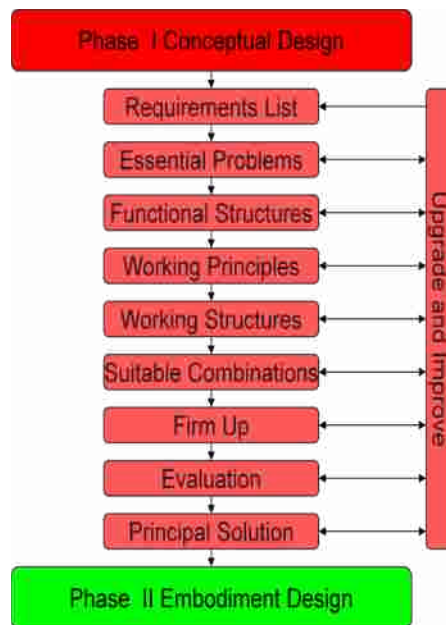 Phase I Conceptual Design
Requirements List
Essential Problems
Functional Structures
Working Principles
Working Structures
Suitable Combinations
Firm Up
Evaluation
Principal Solution
Upgrade and Improve
Phase II Embodiment Design